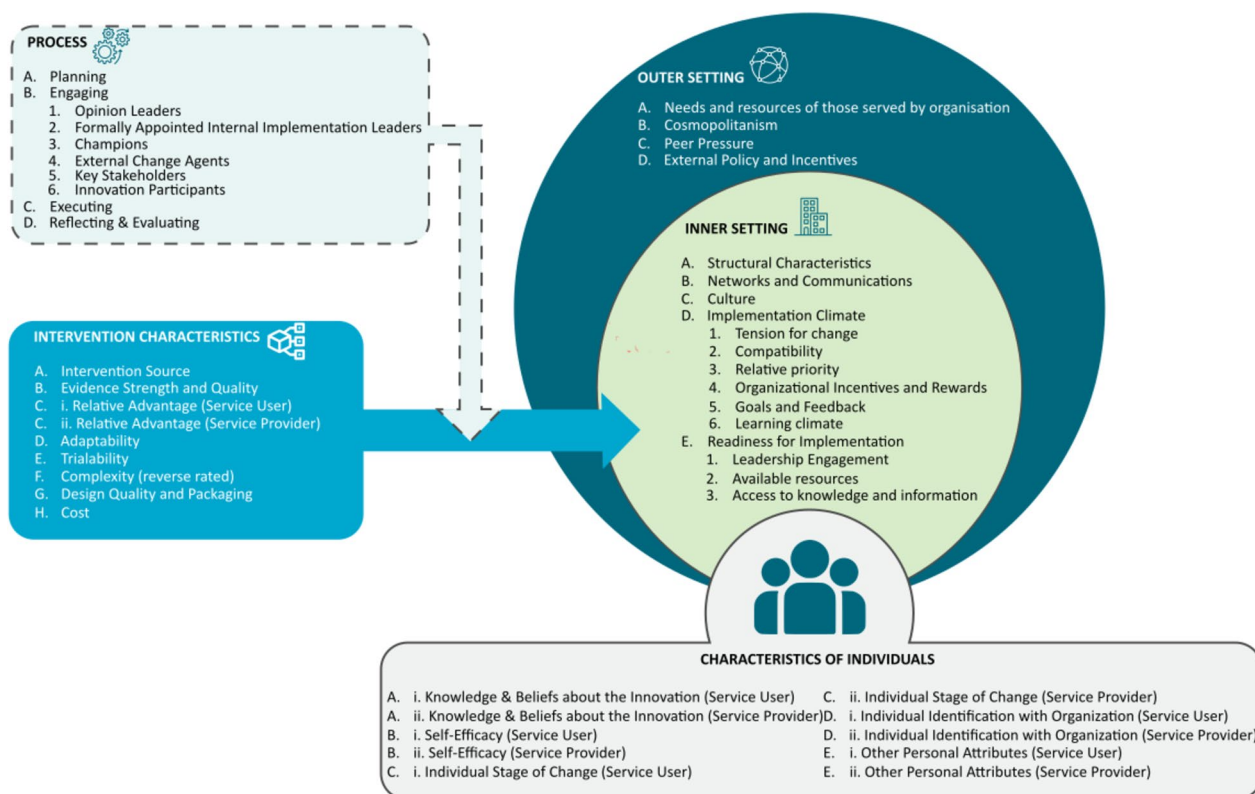 PROCESS
A. Planning
B. Engaging
1. Opinion Leaders
2. Formally Appointed Internal Implementation Leaders
3. Champions
4. External Change Agents
5. Key Stakeholders
6. Innovation Participants
C. Executing
D. Reflecting & Evaluating
OUTER SETTING
A. Needs and resources of those served by organisation
B. Cosmopolitanism
C. Peer Pressure
D. External Policy and Incentives
INNER SETTING
A. Structural Characteristics
B. Networks and Communications
C. Culture
D. Implementation Climate
1. Tension for change
2. Compatibility
3. Relative priority
4. Organizational Incentives and Rewards
5. Goals and Feedback
6. Learning climate
E. Readiness for Implementation
1. Leadership Engagement
2. Available resources
3. Access to knowledge and information
INTERVENTION CHARACTERISTICS
A. Intervention Source
B. Evidence Strength and Quality
C. i. Relative Advantage (Service User)
C. ii. Relative Advantage (Service Provider)
D. Adaptability
E. Trialability
F. Complexity (reverse rated)
G. Design Quality and Packaging
H. Cost
CHARACTERISTICS OF INDIVIDUALS
A. i. Knowledge & Beliefs about the Innovation (Service User)
A. ii. Knowledge & Beliefs about the Innovation (Service Provider)
B. i. Self-Efficacy (Service User)
B. ii. Self-Efficacy (Service Provider)
C. i. Individual Stage of Change (Service User)
C. ii. Individual Stage of Change (Service Provider)
D. i. Individual Identification with Organization (Service User)
D. ii. Individual Identification with Organization (Service Provider)
E. i. Other Personal Attributes (Service User)
E. ii. Other Personal Attributes (Service Provider)